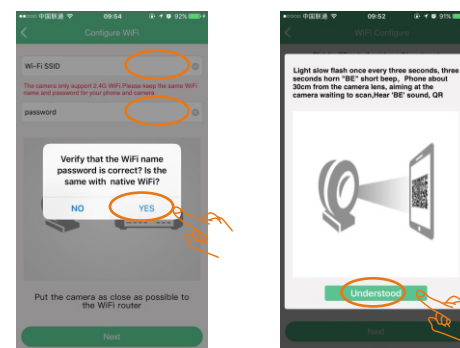 中国联通 09:54 92%
Configure WiFi
Wi-Fi SSID
The camera only support 2.4G WiFi Please keep the same WiFi
name and password for your phone and camera
password
Verify that the WiFi name
password is correct? Is the
same with native WiFi?
NO YES
Put the camera as close as possible to
the WiFi router
Next
中国联通 09:52 91%
WIFI Configure
Light slow flash once every three seconds, three
seconds horn "BE" short beep, Phone about
30cm from the camera lens, aiming at the
camera waiting to scan,Hear 'BE' sound, QR
Understood
Next